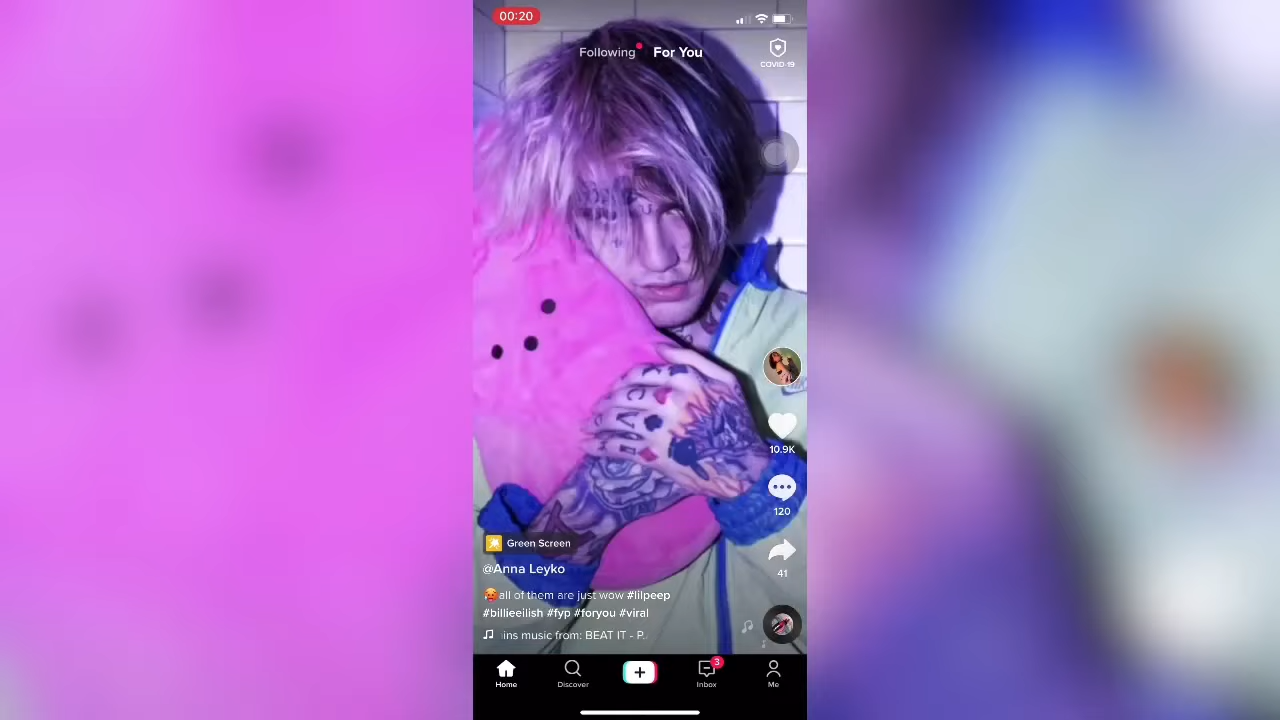 00:20
Following For You
COVID-19
10.9K
120
41
Green Screen
@Anna Leyko
all of them are just wow #lilpeep
#billieeilish #fyp #foryou #viral
ins music from: BEAT IT - P.
3
Home Discover Inbox Me